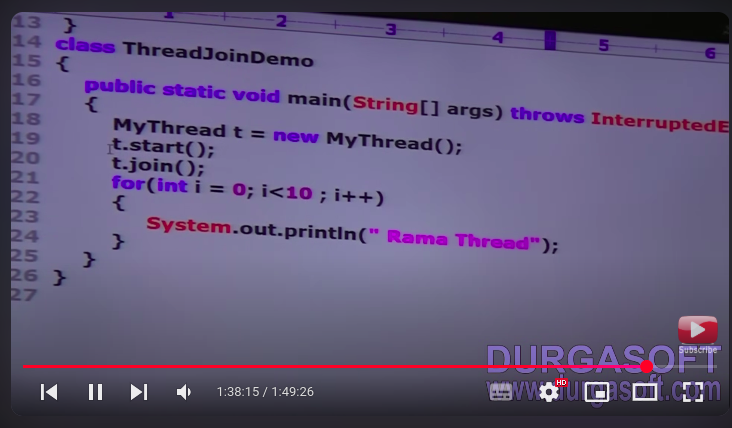 1 2 3 4 5 6
13 }
14 class ThreadJoinDemo
15 {
16 public static void main(String[] args) throws InterruptedE
17 {
18 MyThread t = new MyThread();
19 t.start();
20 t.join();
21 for(int i = 0; i<10 ; i++)
22 {
23 System.out.println(" Rama Thread");
24 }
25 }
26 }
27
Subscribe
DURGASOFT
www.durgasoft.com
1:38:15 / 1:49:26
HD